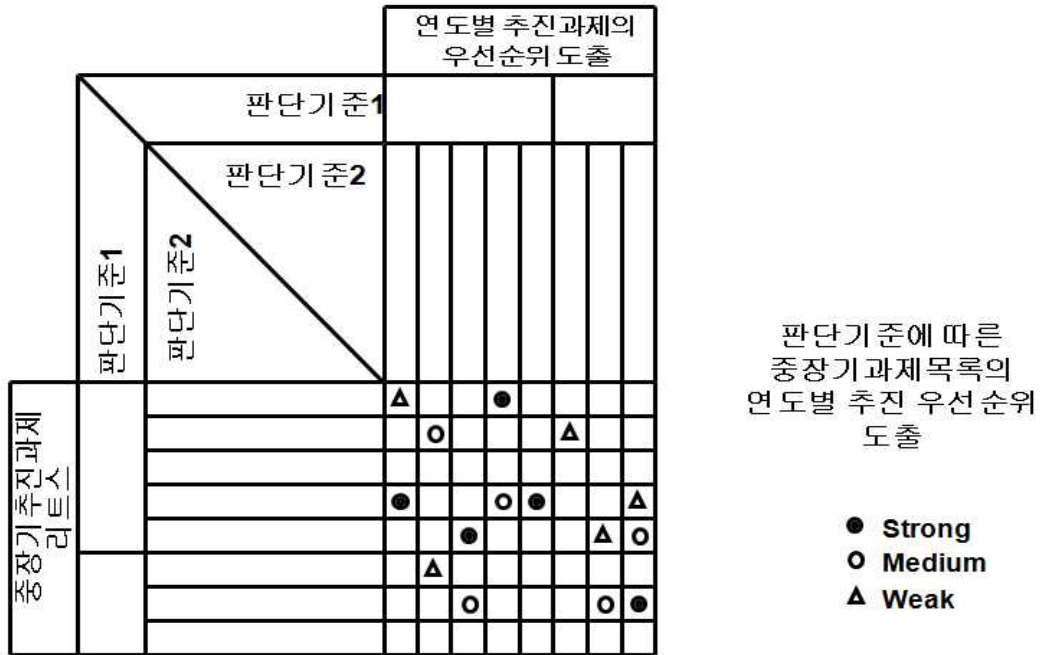 연도별 추진과제의
우선순위 도출
판단기준1
판단기준2
판단기준1
판단기준2
중장기 추진과제
리트스
판단기준에 따른
중장기과제목록의
연도별 추진 우선순위
도출
Strong
Medium
Weak